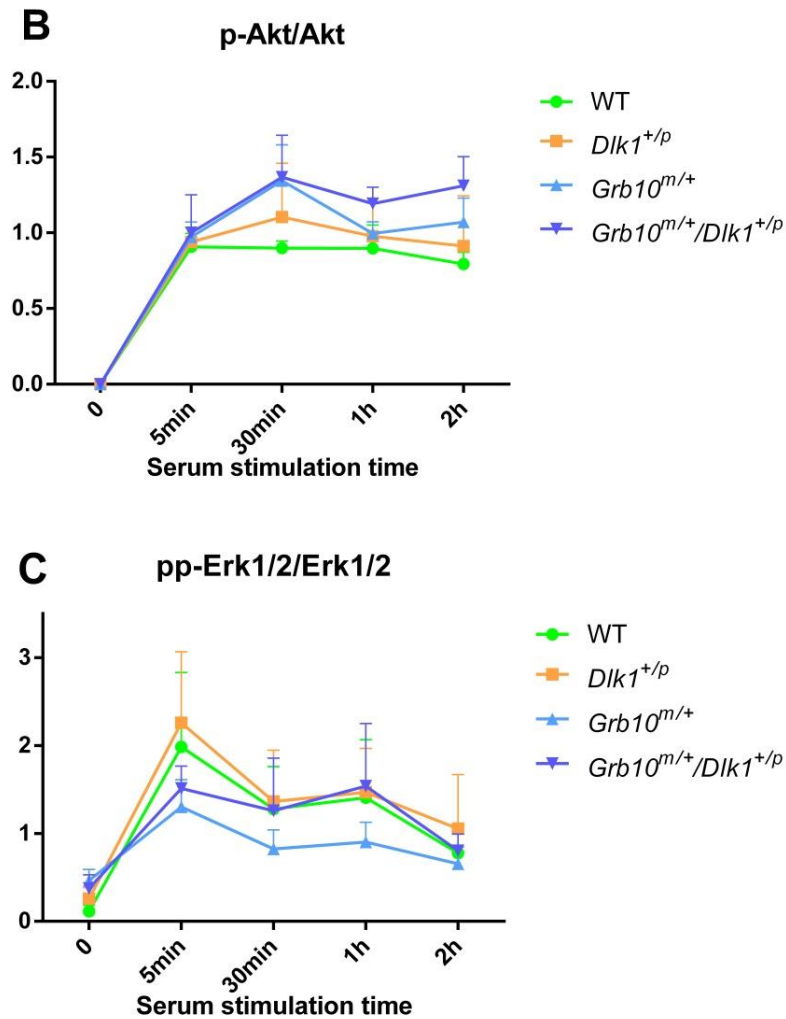 B
p-Akt/Akt
2.0
1.5
1.0
0.5
0.0
0
5min
30min
1h
2h
Serum stimulation time
WT
Dlk1+/p
Grb10m/+
Grb10m/+/Dlk1+/p
C
pp-Erk1/2/Erk1/2
3
2
1
0
0
5min
30min
1h
2h
Serum stimulation time
WT
Dlk1+/p
Grb10m/+
Grb10m/+/Dlk1+/p